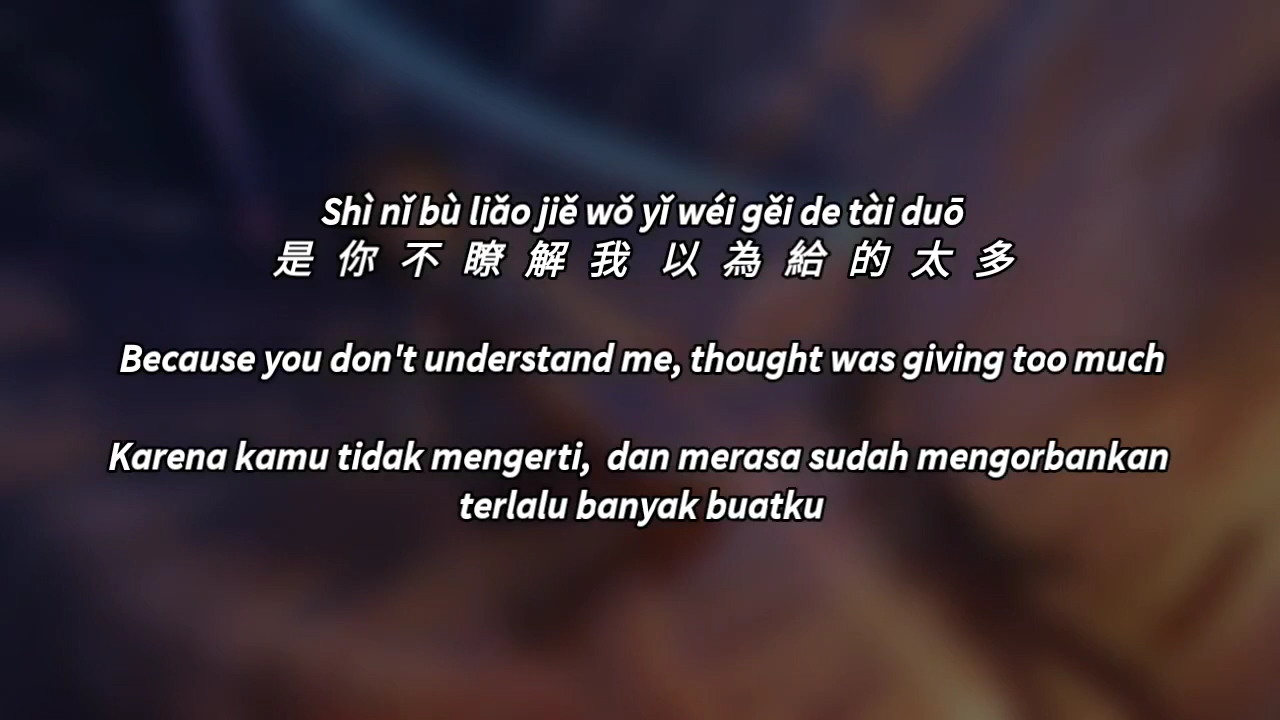 Shì nǐ bù liǎo jiě wǒ yǐ wéi gěi de tài duō
是 你 不 瞭 解 我 以 為 給 的 太 多
Because you don't understand me, thought was giving too much
Karena kamu tidak mengerti, dan merasa sudah mengorbankan
terlalu banyak buatku